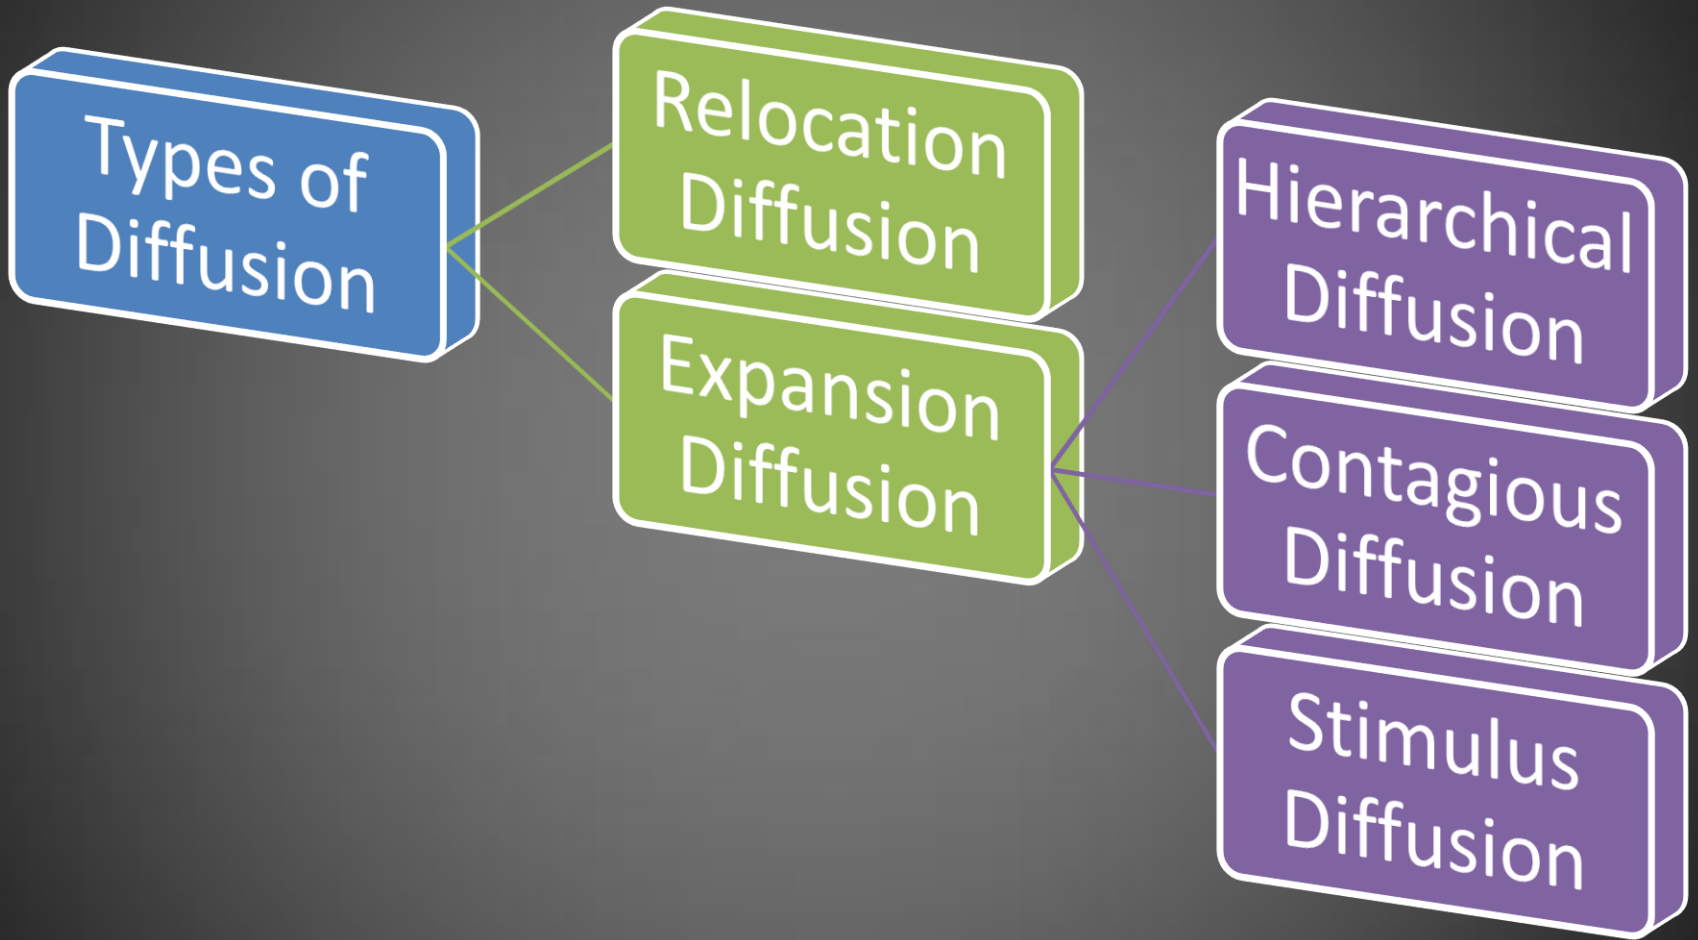 Types of
Diffusion
Relocation
Diffusion
Expansion
Diffusion
Hierarchical
Diffusion
Contagious
Diffusion
Stimulus
Diffusion